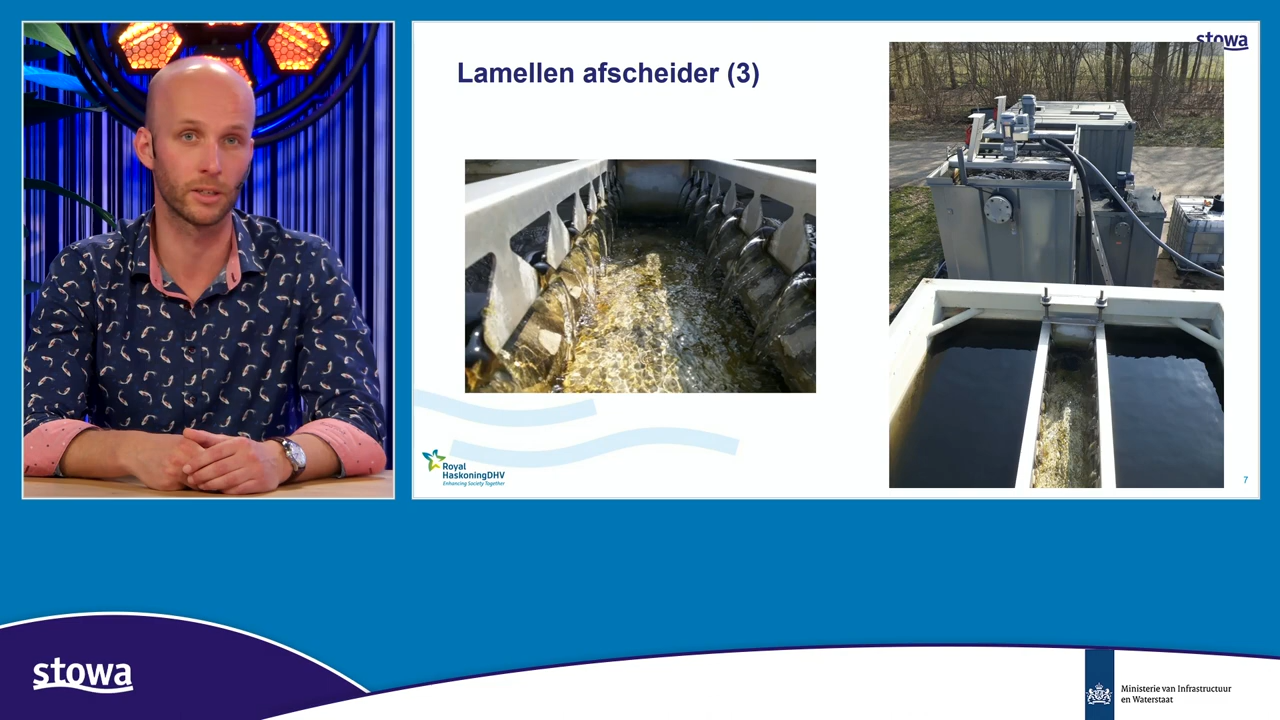 stowa
Lamellen afscheider (3)
Royal
HaskoningDHV
Enhancing Society Together
7
stowa
Ministerie van Infrastructuur
en Waterstaat